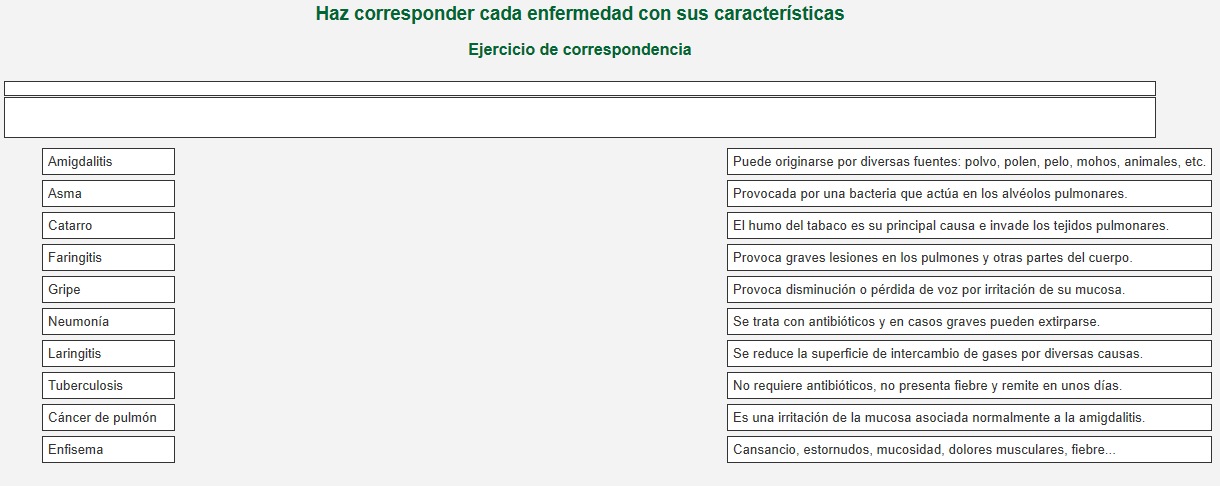 Haz corresponder cada enfermedad con sus características
Ejercicio de correspondencia
Amigdalitis
Puede originarse por diversas fuentes: polvo, polen, pelo, mohos, animales, etc.
Asma
Provocada por una bacteria que actúa en los alvéolos pulmonares.
Catarro
El humo del tabaco es su principal causa e invade los tejidos pulmonares.
Faringitis
Provoca graves lesiones en los pulmones y otras partes del cuerpo.
Gripe
Provoca disminución o pérdida de voz por irritación de su mucosa.
Neumonía
Se trata con antibióticos y en casos graves pueden extirparse.
Laringitis
Se reduce la superficie de intercambio de gases por diversas causas.
Tuberculosis
No requiere antibióticos, no presenta fiebre y remite en unos días.
Cáncer de pulmón
Es una irritación de la mucosa asociada normalmente a la amigdalitis.
Enfisema
Cansancio, estornudos, mucosidad, dolores musculares, fiebre...